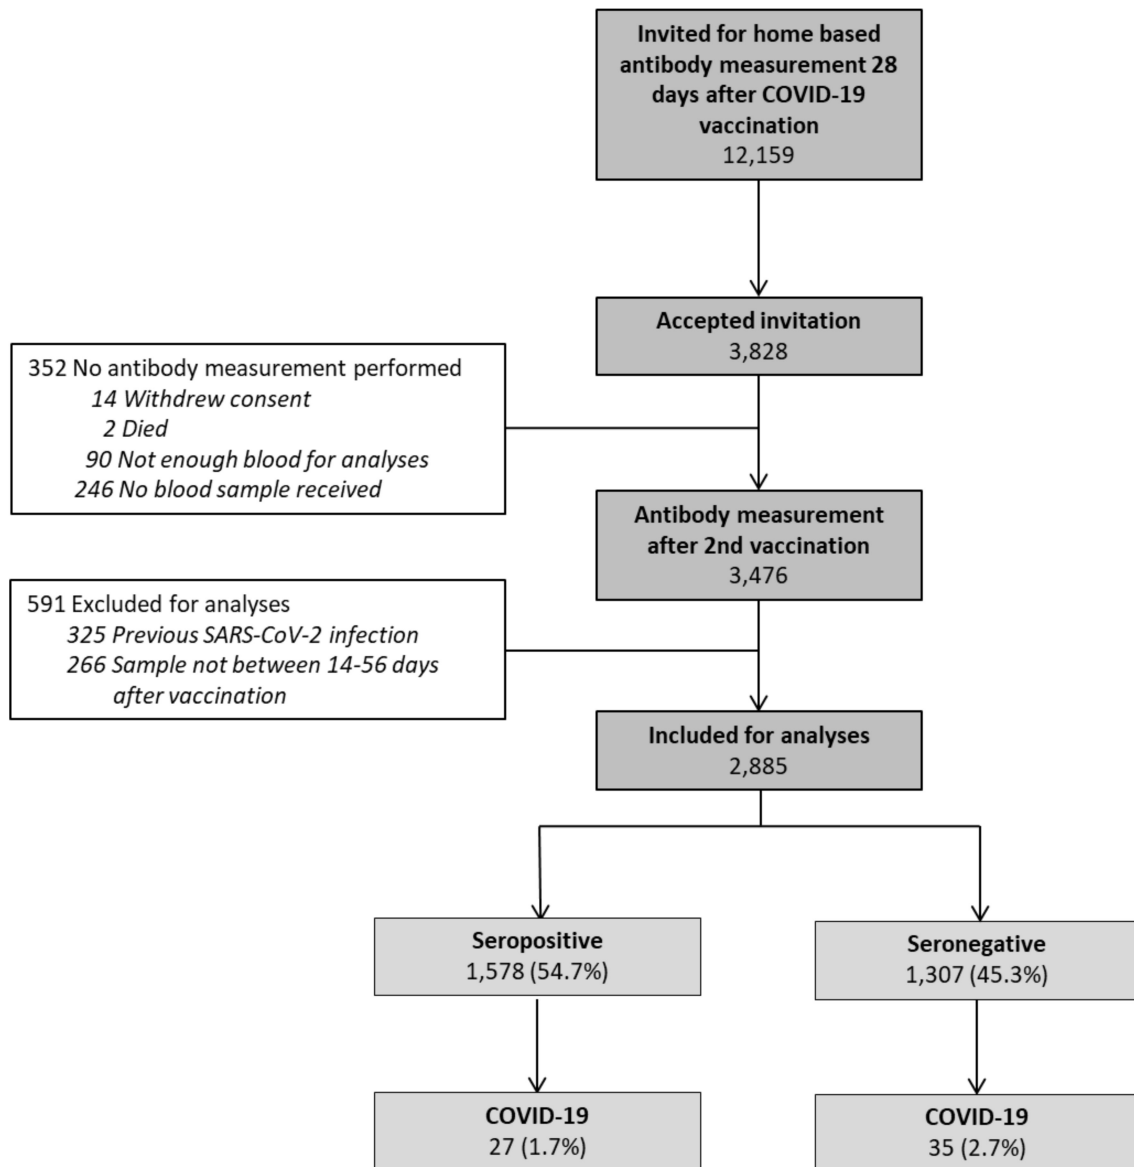 Invited for home based
antibody measurement 28
days after COVID-19
vaccination
12,159
Accepted invitation
3,828
352 No antibody measurement performed
14 Withdrew consent
2 Died
90 Not enough blood for analyses
246 No blood sample received
Antibody measurement
after 2nd vaccination
3,476
591 Excluded for analyses
325 Previous SARS-CoV-2 infection
266 Sample not between 14-56 days
after vaccination
Included for analyses
2,885
Seropositive
1,578 (54.7%)
Seronegative
1,307 (45.3%)
COVID-19
27 (1.7%)
COVID-19
35 (2.7%)